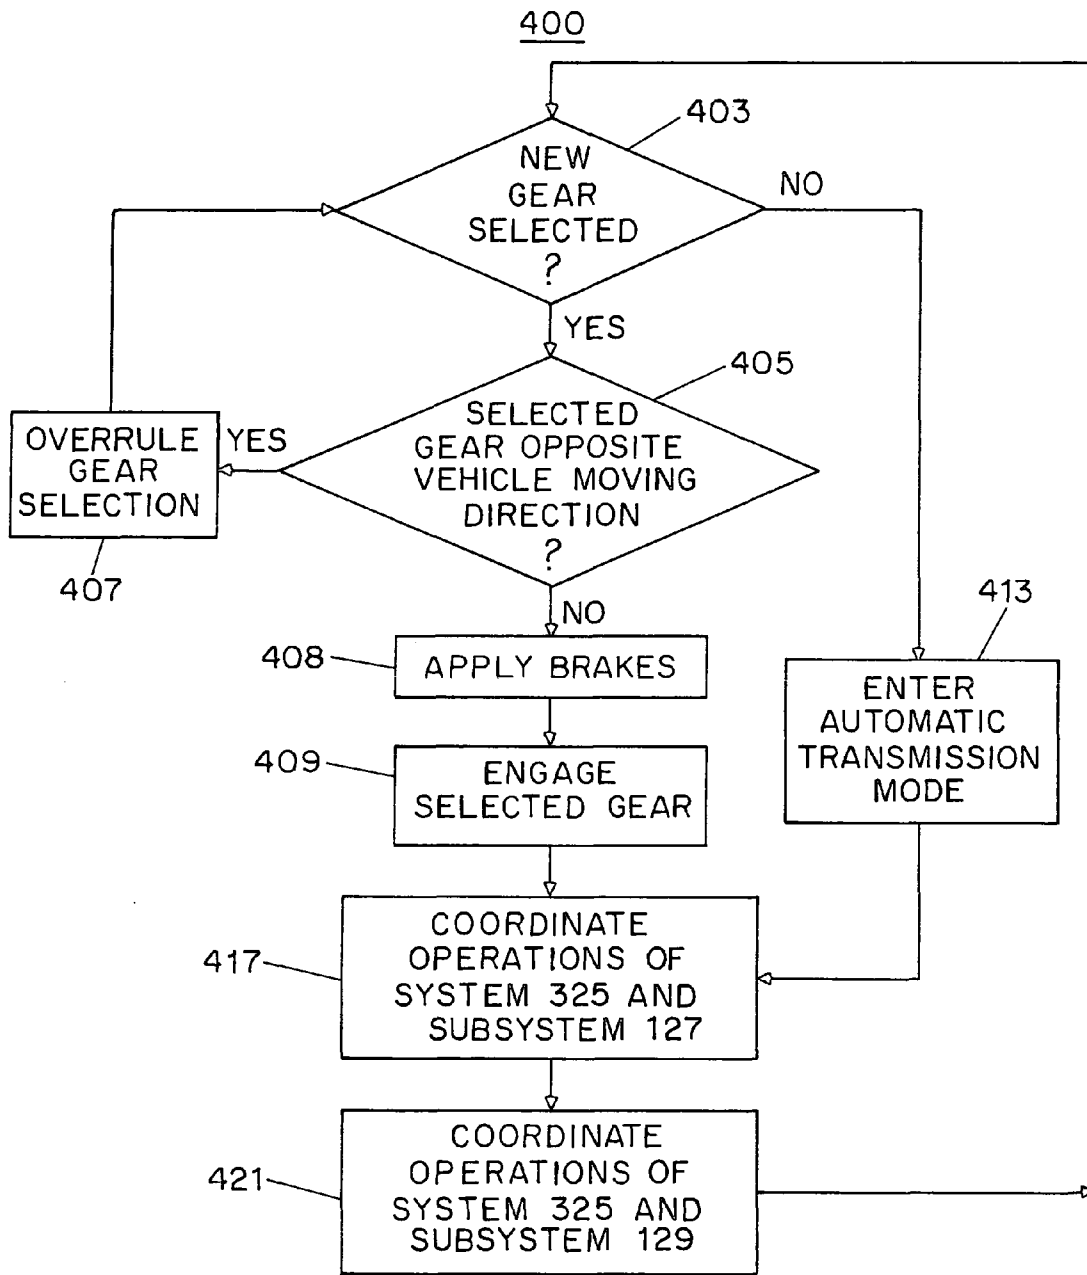 400
403
NEW
GEAR
SELECTED
?
NO
YES
405
SELECTED
GEAR OPPOSITE
VEHICLE MOVING
DIRECTION
?
YES
OVERRULE
GEAR
SELECTION
407
NO
408
APPLY BRAKES
413
ENTER
AUTOMATIC
TRANSMISSION
MODE
409
ENGAGE
SELECTED GEAR
417
COORDINATE
OPERATIONS OF
SYSTEM 325 AND
SUBSYSTEM 127
421
COORDINATE
OPERATIONS OF
SYSTEM 325 AND
SUBSYSTEM 129